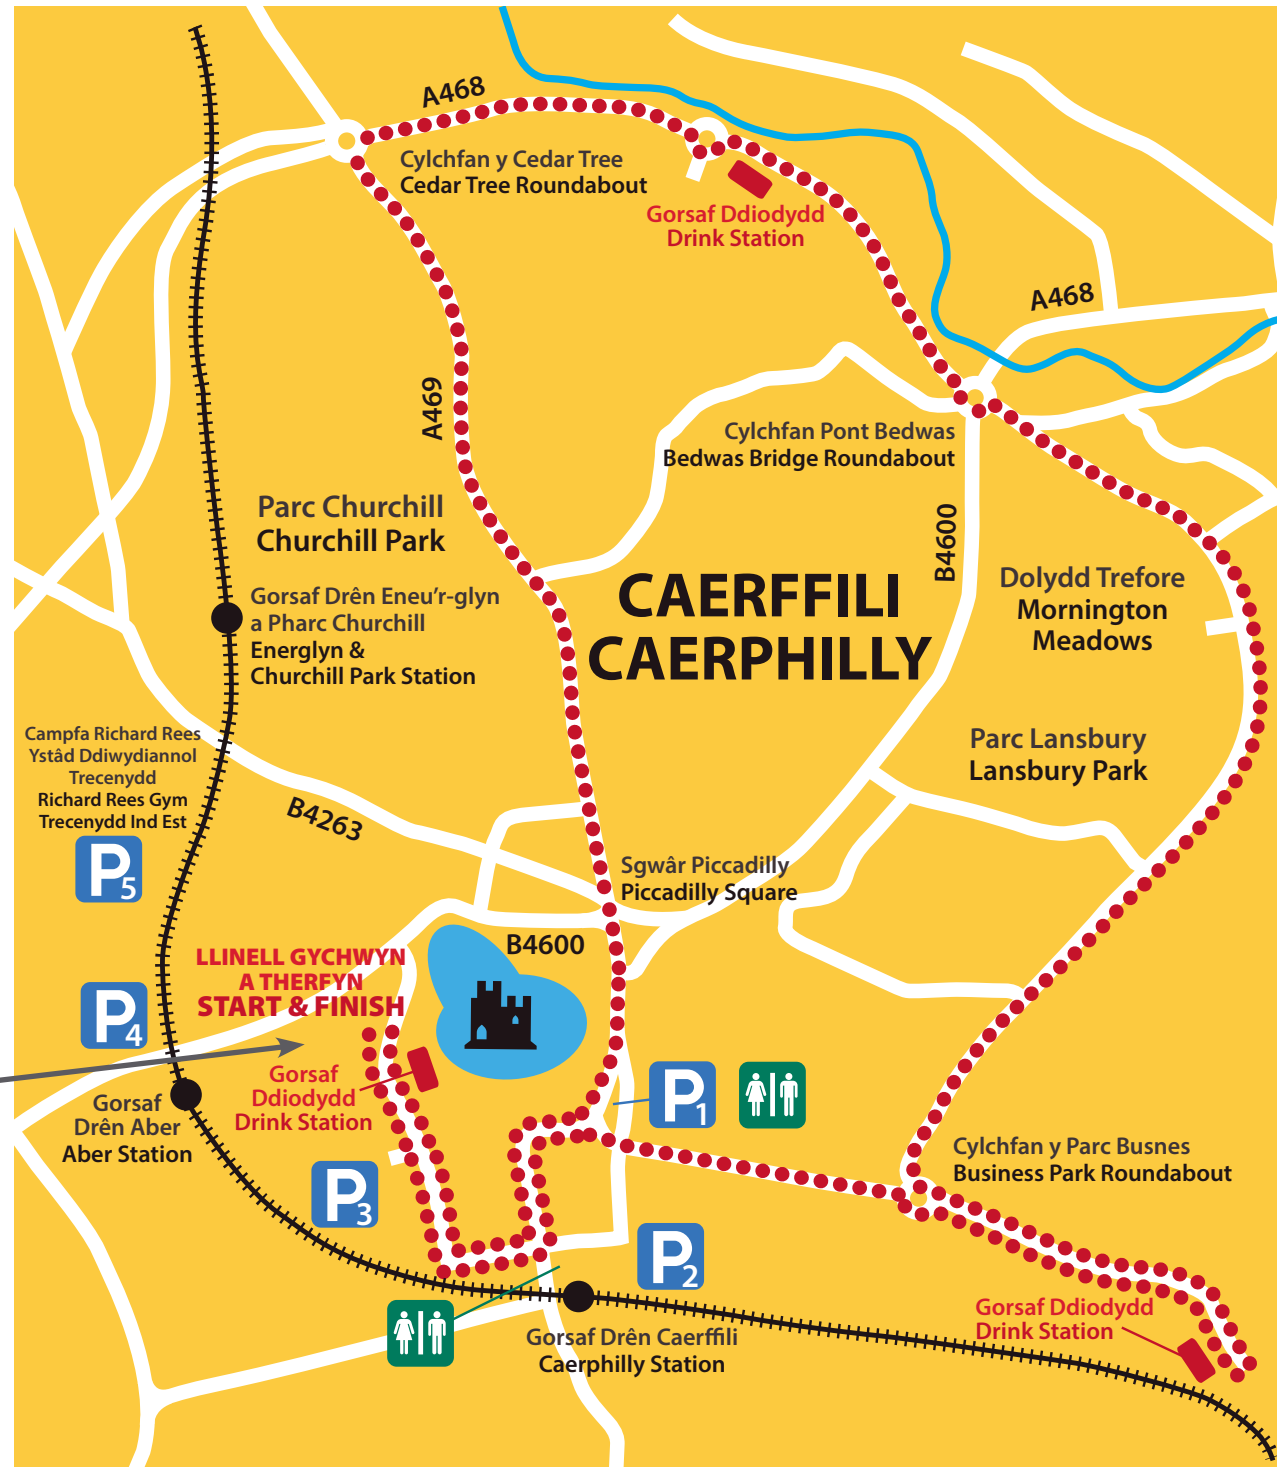 A468
Cylchfan y Cedar Tree
Cedar Tree Roundabout
Gorsaf Ddiodydd
Drink Station
A468
A469
Cylchfan Pont Bedwas
Bedwas Bridge Roundabout
Parc Churchill
Churchill Park
B4600
CAERFFILI
CAERPHILLY
Dolydd Trefore
Mornington
Meadows
Gorsaf Drên Eneu'r-glyn
a Pharc Churchill
Energlyn &
Churchill Park Station
Campfa Richard Rees
Ystâd Ddiwydiannol
Trecenydd
Richard Rees Gym
Trecenydd Ind Est
P5
Parc Lansbury
Lansbury Park
B4263
Sgwâr Piccadilly
Piccadilly Square
B4600
LLINELL GYCHWYN
A THERFYN
START & FINISH
P4
Gorsaf
Ddiodydd
Drink Station
Gorsaf
Drên Aber
Aber Station
P1
Cylchfan y Parc Busnes
Business Park Roundabout
P3
P2
Gorsaf Ddiodydd
Drink Station
Gorsaf Drên Caerffili
Caerphilly Station